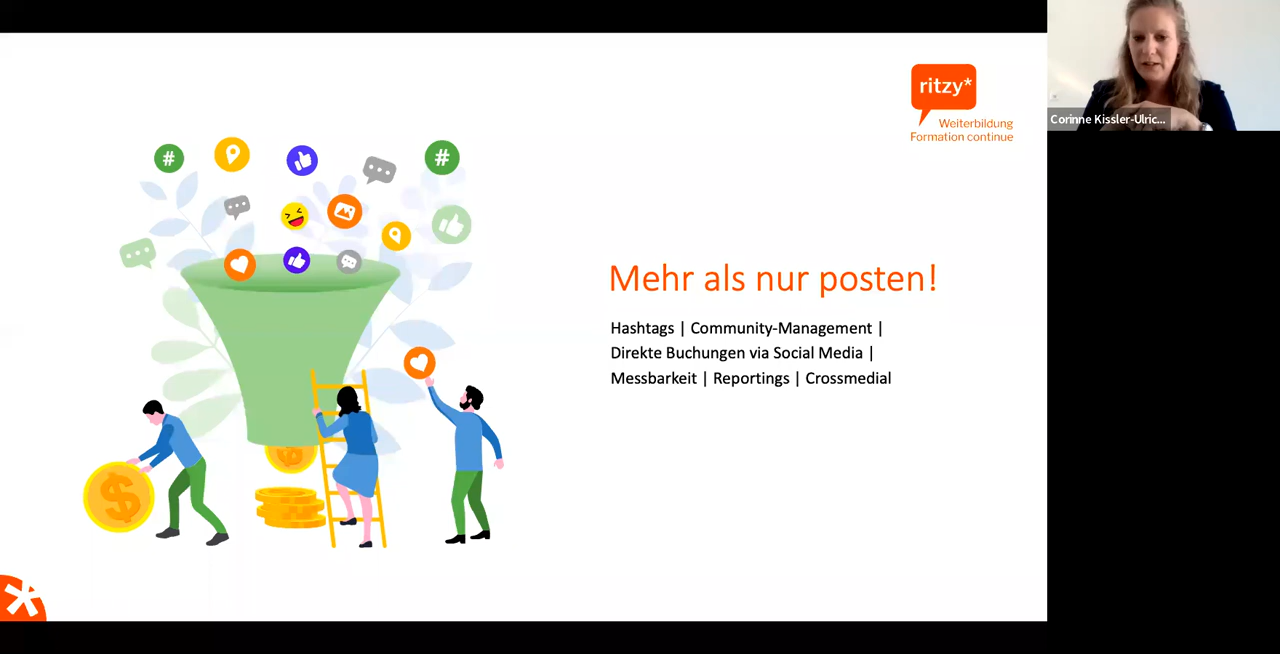 ritzy*
Weiterbildung
Formation continue
Corinne Kissler-Ulric...
#
#
Mehr als nur posten!
Hashtags | Community-Management |
Direkte Buchungen via Social Media |
Messbarkeit | Reportings | Crossmedial
$
$